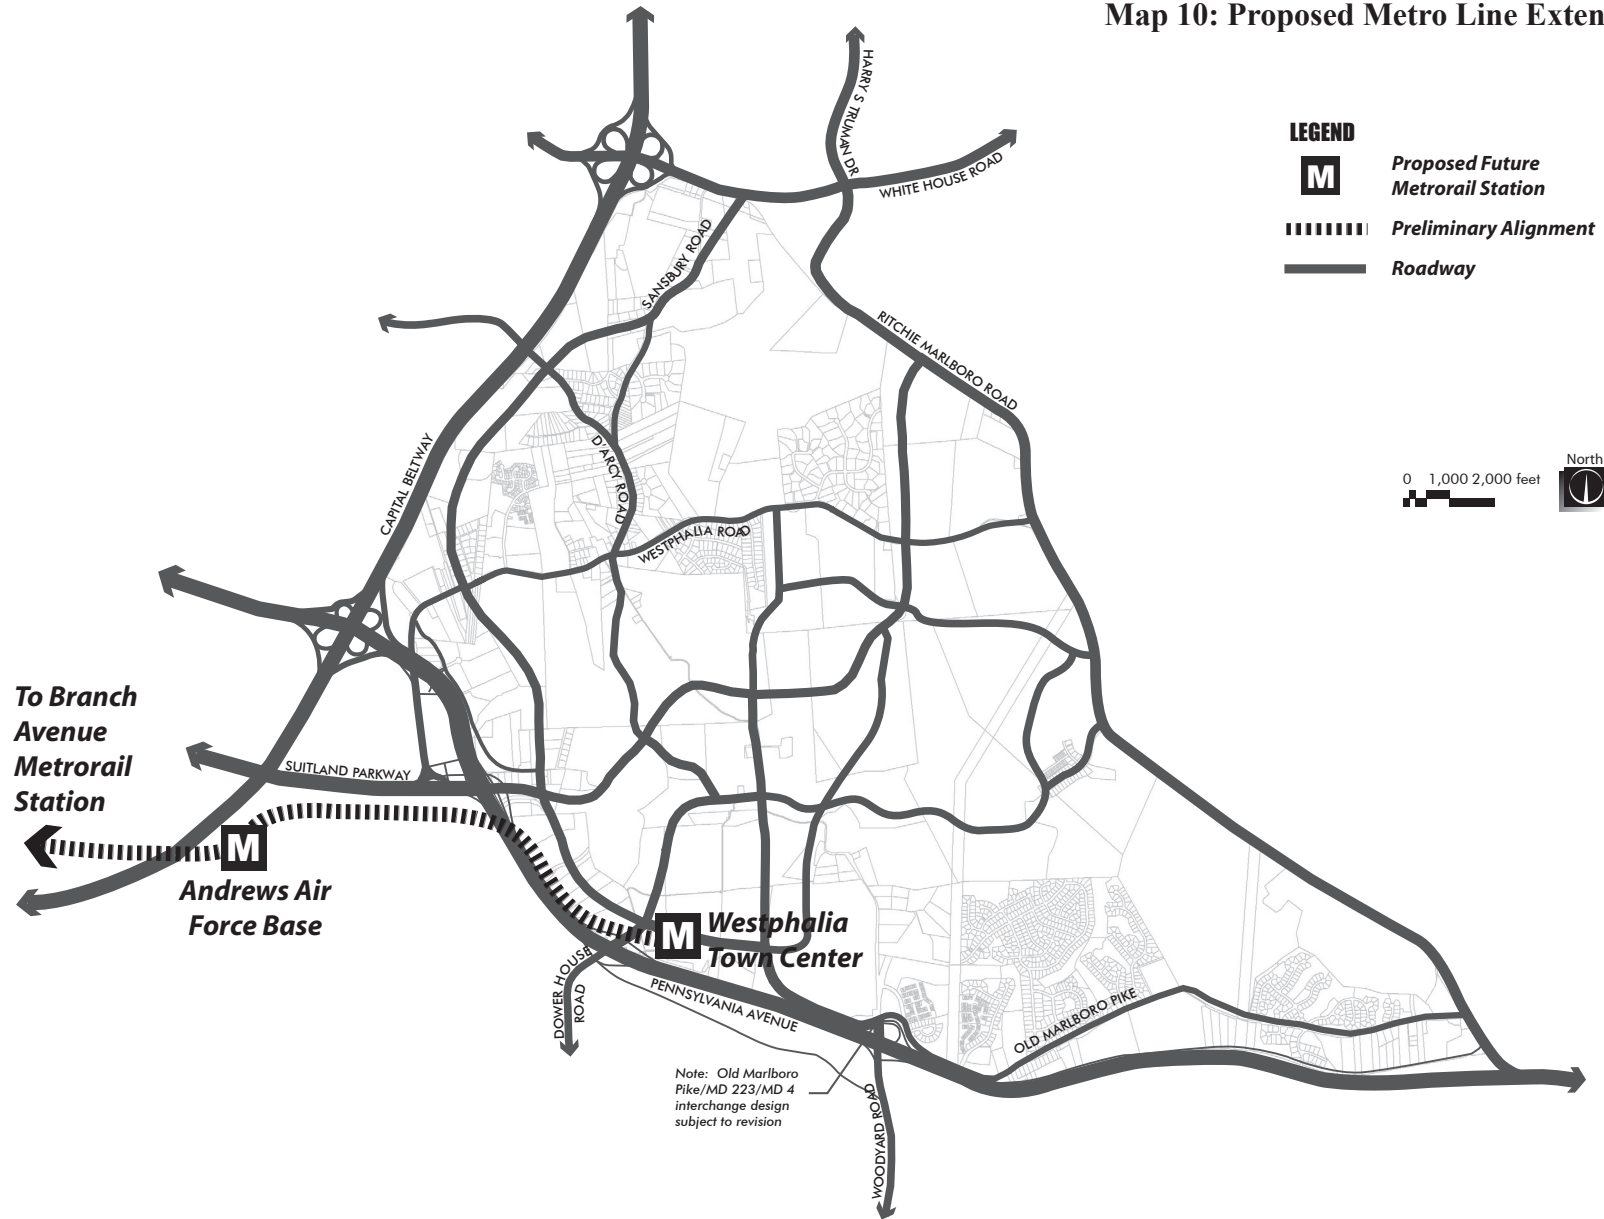 Map 10: Proposed Metro Line Exten
HARRY S TRUMAN DR
WHITE HOUSE ROAD
LEGEND
M
Proposed Future
Metrorail Station
Preliminary Alignment
Roadway
SANSBURY ROAD
RITCHIE MARLBORO ROAD
CAPITAL BELTWAY
D'ARCY ROAD
WESTPHALIA ROAD
North
0 1,000 2,000 feet
To Branch
Avenue
Metrorail
Station
SUITLAND PARKWAY
M
Andrews Air
Force Base
M
Westphalia
Town Center
DOWER HOUSE
ROAD
PENNSYLVANIA AVENUE
OLD MARLBORO PIKE
Note: Old Marlboro
Pike/MD 223/MD 4
interchange design
subject to revision
WOODYARD ROAD